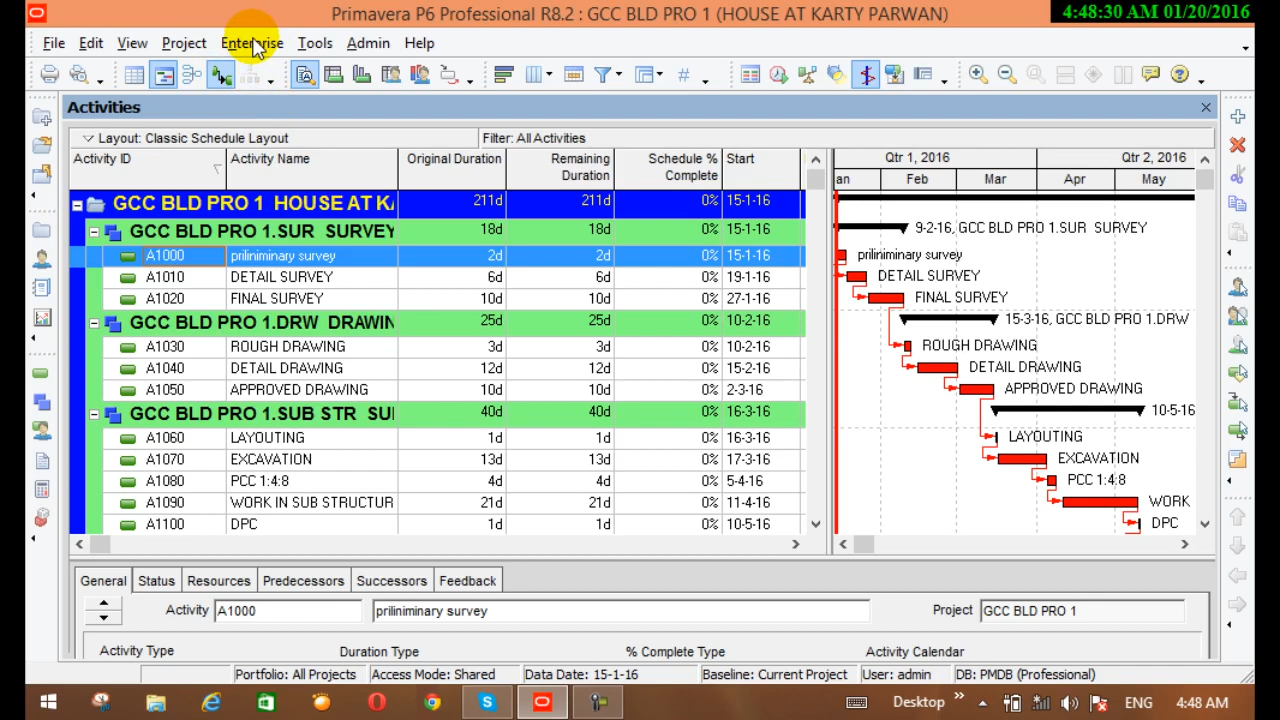 Primavera P6 Professional R8.2 : GCC BLD PRO 1 (HOUSE AT KARTY PARWAN)
4:48:30 AM 01/20/2016
File Edit View Project Enterprise Tools Admin Help
Activities
Layout: Classic Schedule Layout Filter: All Activities
Activity ID Activity Name Original Duration Remaining Duration Schedule % Complete Start
Qtr 1, 2016 Qtr 2, 2016
an Feb Mar Apr May
GCC BLD PRO 1 HOUSE AT KA 211d 211d 0% 15-1-16
GCC BLD PRO 1.SUR SURVEY 18d 18d 0% 15-1-16 9-2-16, GCC BLD PRO 1.SUR SURVEY
A1000 priliniminary survey 2d 2d 0% 15-1-16 priliniminary survey
A1010 DETAIL SURVEY 6d 6d 0% 19-1-16 DETAIL SURVEY
A1020 FINAL SURVEY 10d 10d 0% 27-1-16 FINAL SURVEY
GCC BLD PRO 1.DRW DRAWIN 25d 25d 0% 10-2-16 15-3-16, GCC BLD PRO 1.DRW
A1030 ROUGH DRAWING 3d 3d 0% 10-2-16 ROUGH DRAWING
A1040 DETAIL DRAWING 12d 12d 0% 15-2-16 DETAIL DRAWING
A1050 APPROVED DRAWING 10d 10d 0% 2-3-16 APPROVED DRAWING
GCC BLD PRO 1.SUB STR SUI 40d 40d 0% 16-3-16 10-5-16
A1060 LAYOUTING 1d 1d 0% 16-3-16 LAYOUTING
A1070 EXCAVATION 13d 13d 0% 17-3-16 EXCAVATION
A1080 PCC 1:4:8 4d 4d 0% 5-4-16 PCC 1:4:8
A1090 WORK IN SUB STRUCTUR 21d 21d 0% 11-4-16 WORK
A1100 DPC 1d 1d 0% 10-5-16 DPC
General Status Resources Predecessors Successors Feedback
Activity A1000 priliniminary survey Project GCC BLD PRO 1
Activity Type Duration Type % Complete Type Activity Calendar
Portfolio: All Projects Access Mode: Shared Data Date: 15-1-16 Baseline: Current Project User: admin DB: PMDB (Professional)
Desktop ENG 4:48 AM